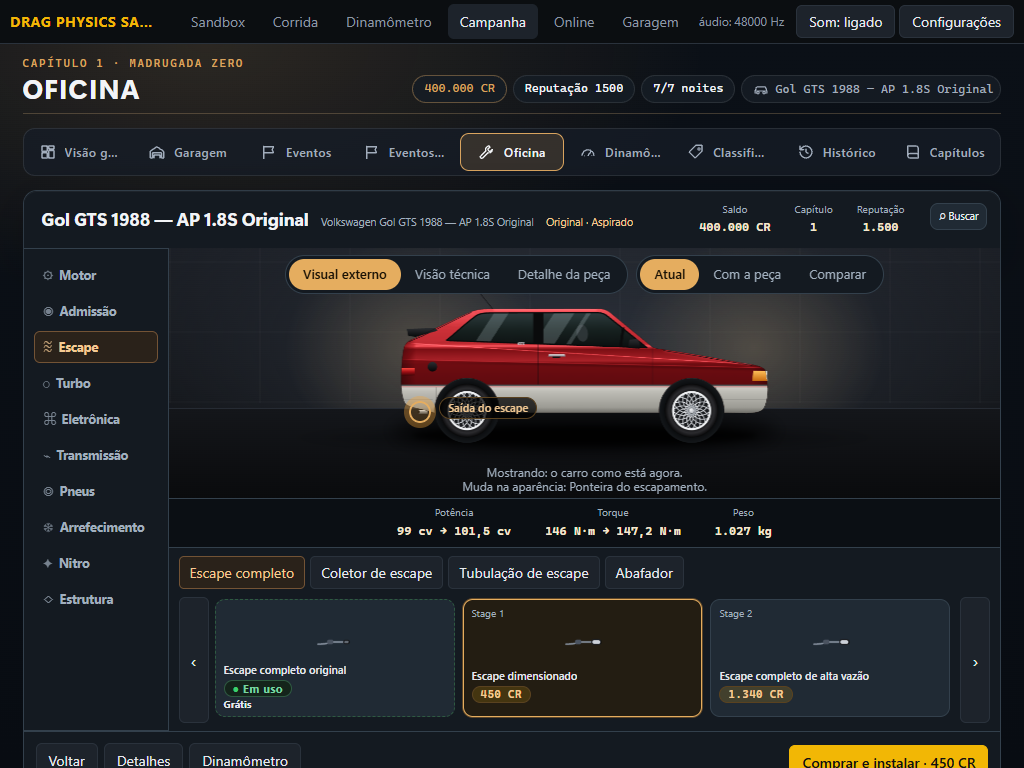 DRAG PHYSICS SA...
Sandbox
Corrida
Dinamômetro
Campanha
Online
Garagem
áudio: 48000 Hz
Som: ligado
Configurações
CAPÍTULO 1 · MADRUGADA ZERO
OFICINA
400.000 CR
Reputação 1500
7/7 noites
Gol GTS 1988 — AP 1.8S Original
Visão g...
Garagem
Eventos
Eventos...
Oficina
Dinamô...
Classifi...
Histórico
Capítulos
Gol GTS 1988 — AP 1.8S Original
Volkswagen Gol GTS 1988 — AP 1.8S Original
Original · Aspirado
Saldo
400.000 CR
Capítulo
1
Reputação
1.500
Buscar
Motor
Admissão
Escape
Turbo
Eletrônica
Transmissão
Pneus
Arrefecimento
Nitro
Estrutura
Visual externo
Visão técnica
Detalhe da peça
Atual
Com a peça
Comparar
Saída do escape
Mostrando: o carro como está agora.
Muda na aparência: Ponteira do escapamento.
Potência
99 cv → 101,5 cv
Torque
146 N·m → 147,2 N·m
Peso
1.027 kg
Escape completo
Coletor de escape
Tubulação de escape
Abafador
‹
Escape completo original
● Em uso
Grátis
Stage 1
Escape dimensionado
450 CR
Stage 2
Escape completo de alta vazão
1.340 CR
›
Voltar
Detalhes
Dinamômetro
Comprar e instalar · 450 CR